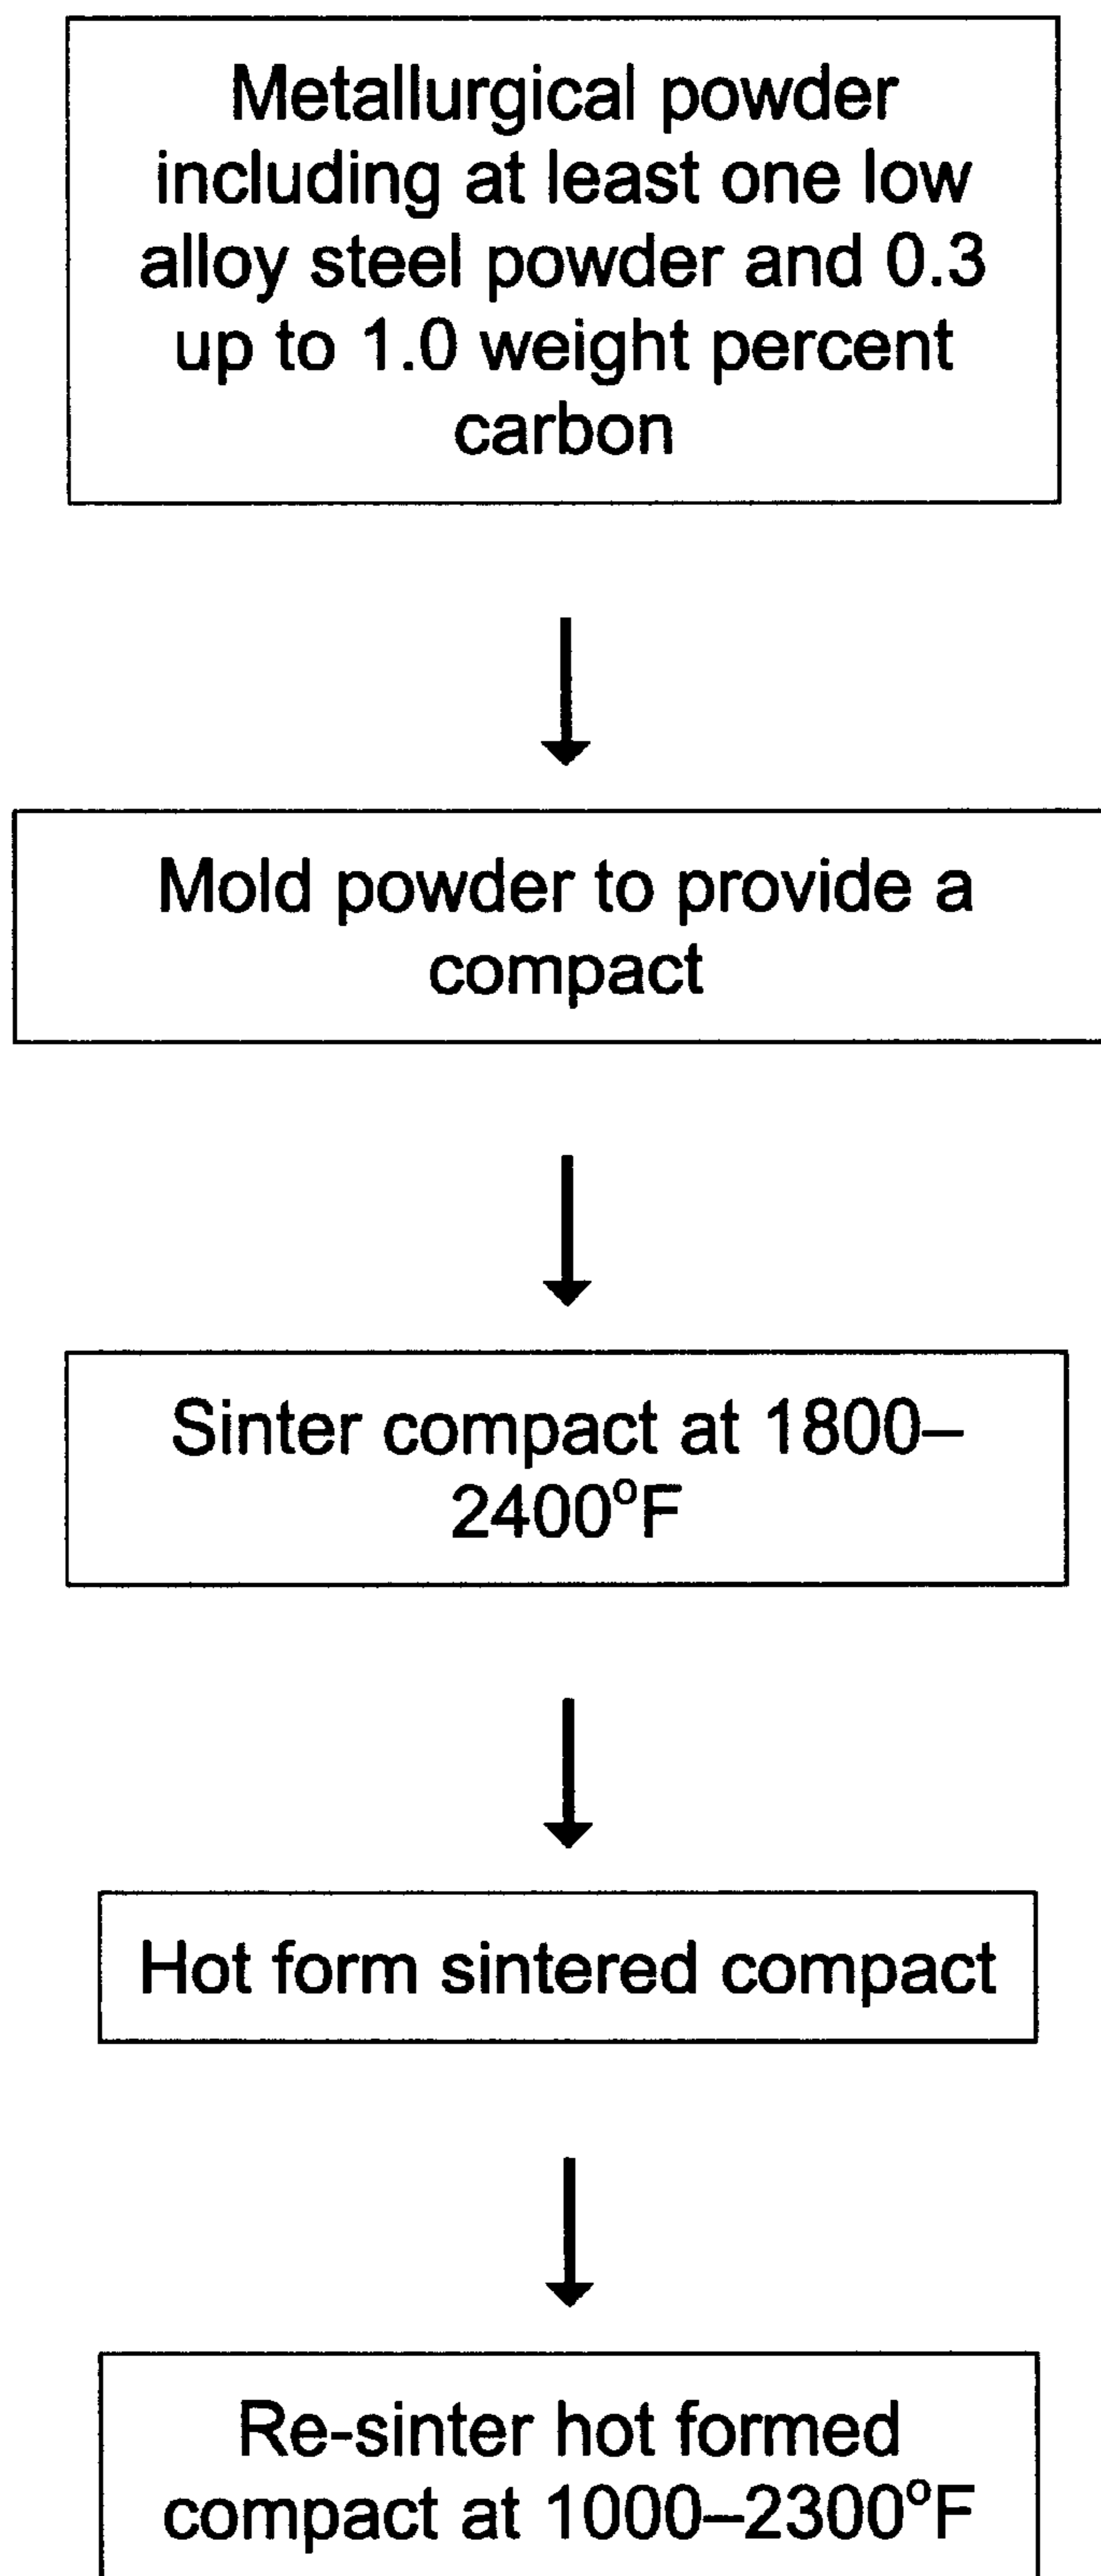 Metallurgical powder
including at least one low
alloy steel powder and 0.3
up to 1.0 weight percent
carbon
Mold powder to provide a
compact
Sinter compact at 1800–
2400°F
Hot form sintered compact
Re-sinter hot formed
compact at 1000–2300°F